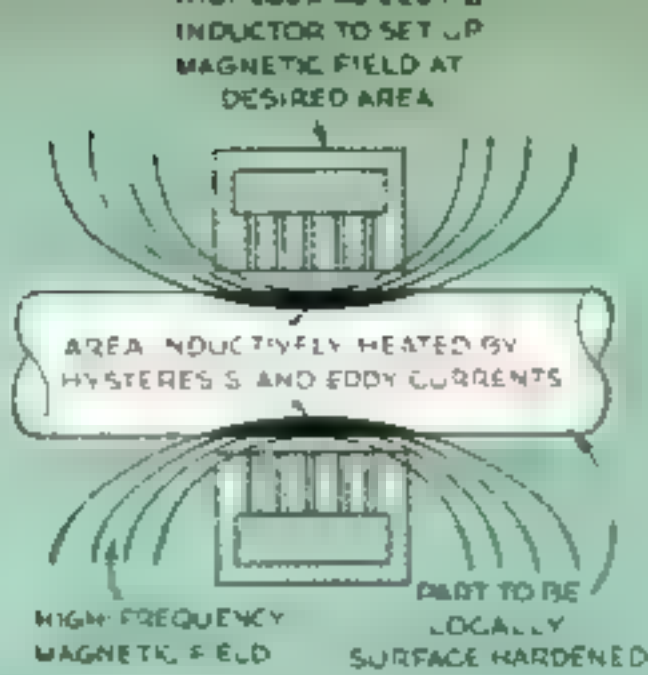 INDUCTOR TO SET UP
MAGNETIC FIELD AT
DESIRED AREA
AREA INDUCTIVELY HEATED BY
HYSTERESIS AND EDDY CURRENTS
HIGH-FREQUENCY
MAGNETIC FIELD
PART TO BE
LOCALLY
SURFACE HARDENED